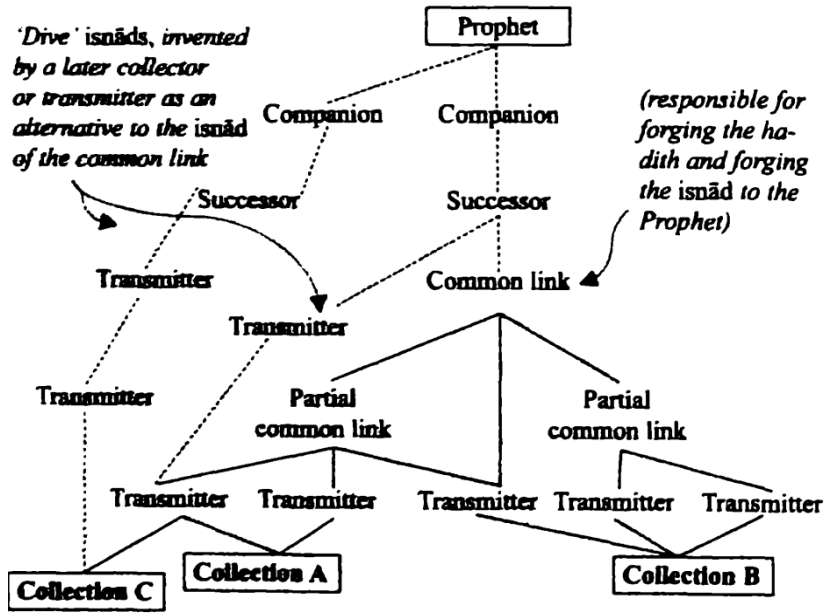 Prophet
'Dive' isnāds, invented
by a later collector
or transmitter as an
alternative to the isnād
of the common link
Companion
Companion
(responsible for
forging the ha-
dith and forging
the isnād to the
Prophet)
Successor
Successor
Transmitter
Common link
Transmitter
Transmitter
Partial
common link
Partial
common link
Transmitter
Transmitter
Transmitter
Transmitter
Transmitter
Collection C
Collection A
Collection B